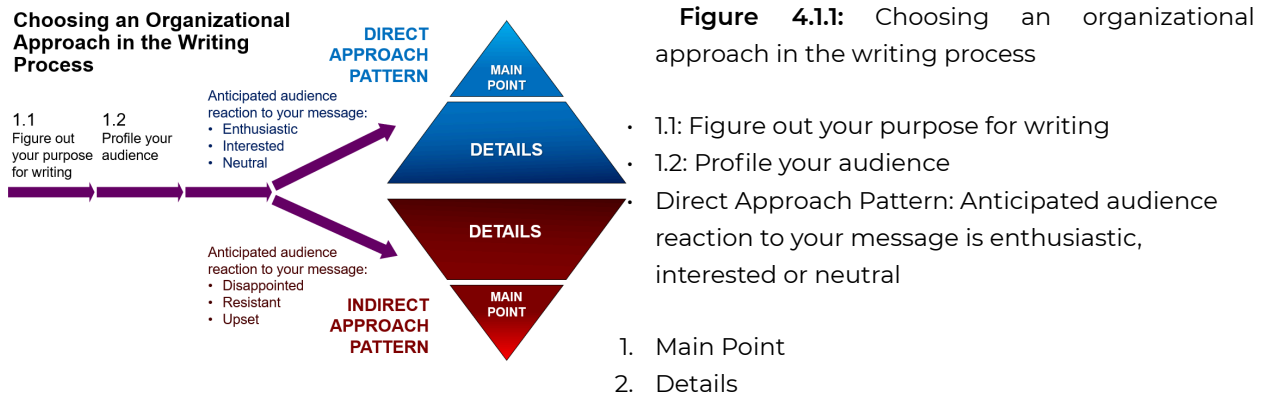 Choosing an Organizational
Approach in the Writing
Process
1.1
Figure out
your purpose
for writing
1.2
Profile your
audience
Anticipated audience
reaction to your message:
• Enthusiastic
• Interested
• Neutral
DIRECT
APPROACH
PATTERN
MAIN
POINT
DETAILS
Anticipated audience
reaction to your message:
• Disappointed
• Resistant
• Upset
INDIRECT
APPROACH
PATTERN
DETAILS
MAIN
POINT
Figure 4.1.1: Choosing an organizational
approach in the writing process
• 1.1: Figure out your purpose for writing
• 1.2: Profile your audience
• Direct Approach Pattern: Anticipated audience
reaction to your message is enthusiastic,
interested or neutral
1. Main Point
2. Details